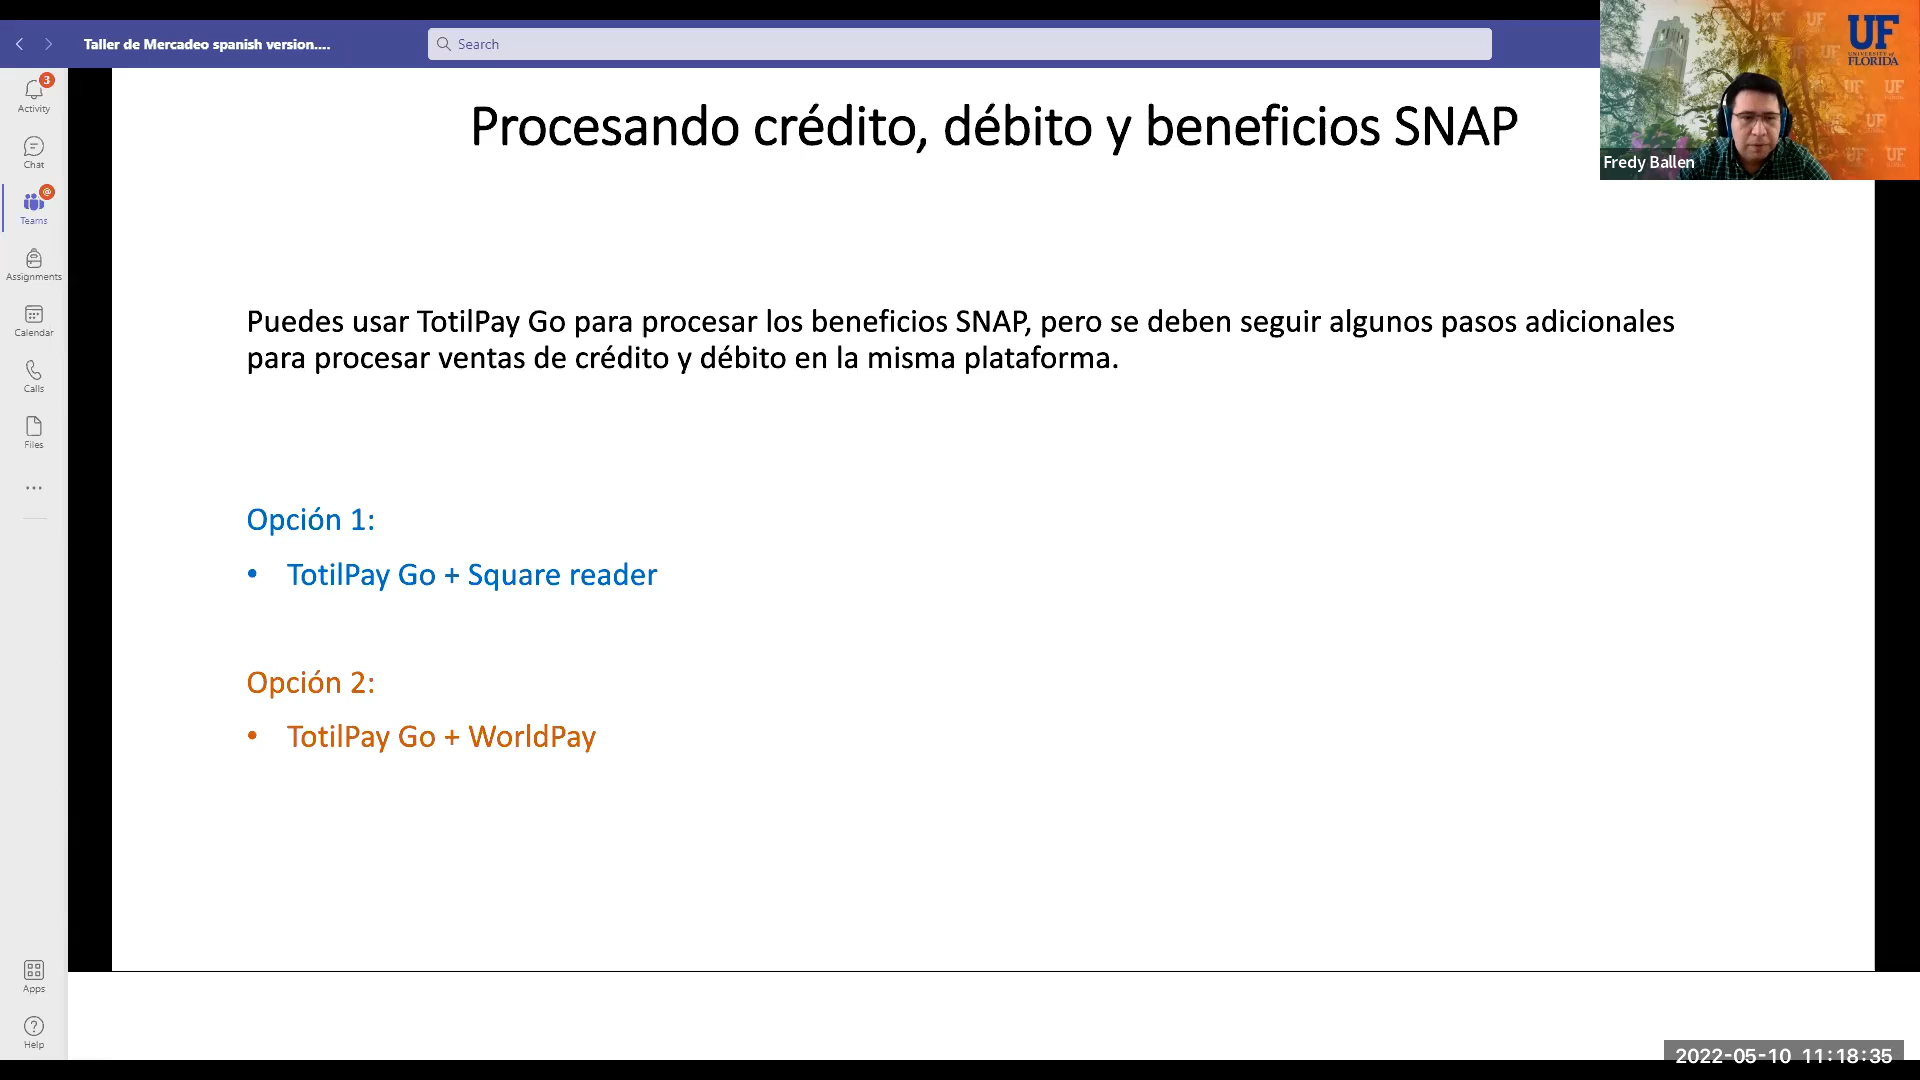 Taller de Mercadeo spanish version....
Search
UF
UNIVERSITY of
FLORIDA
Fredy Ballen
3
Activity
Chat
@
Teams
Assignments
Calendar
Calls
Files
Apps
Help
Procesando crédito, débito y beneficios SNAP
Puedes usar TotilPay Go para procesar los beneficios SNAP, pero se deben seguir algunos pasos adicionales
para procesar ventas de crédito y débito en la misma plataforma.
Opción 1:
• TotilPay Go + Square reader
Opción 2:
• TotilPay Go + WorldPay
2022-05-10 11:18:35